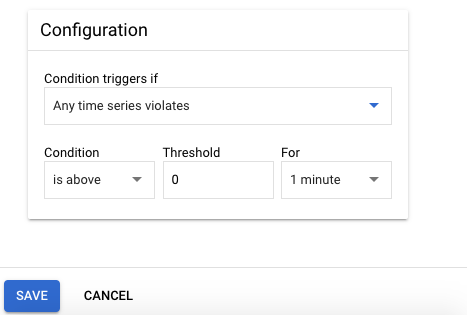 Configuration
Condition triggers if
Any time series violates
Condition Threshold For
is above 0 1 minute
SAVE CANCEL